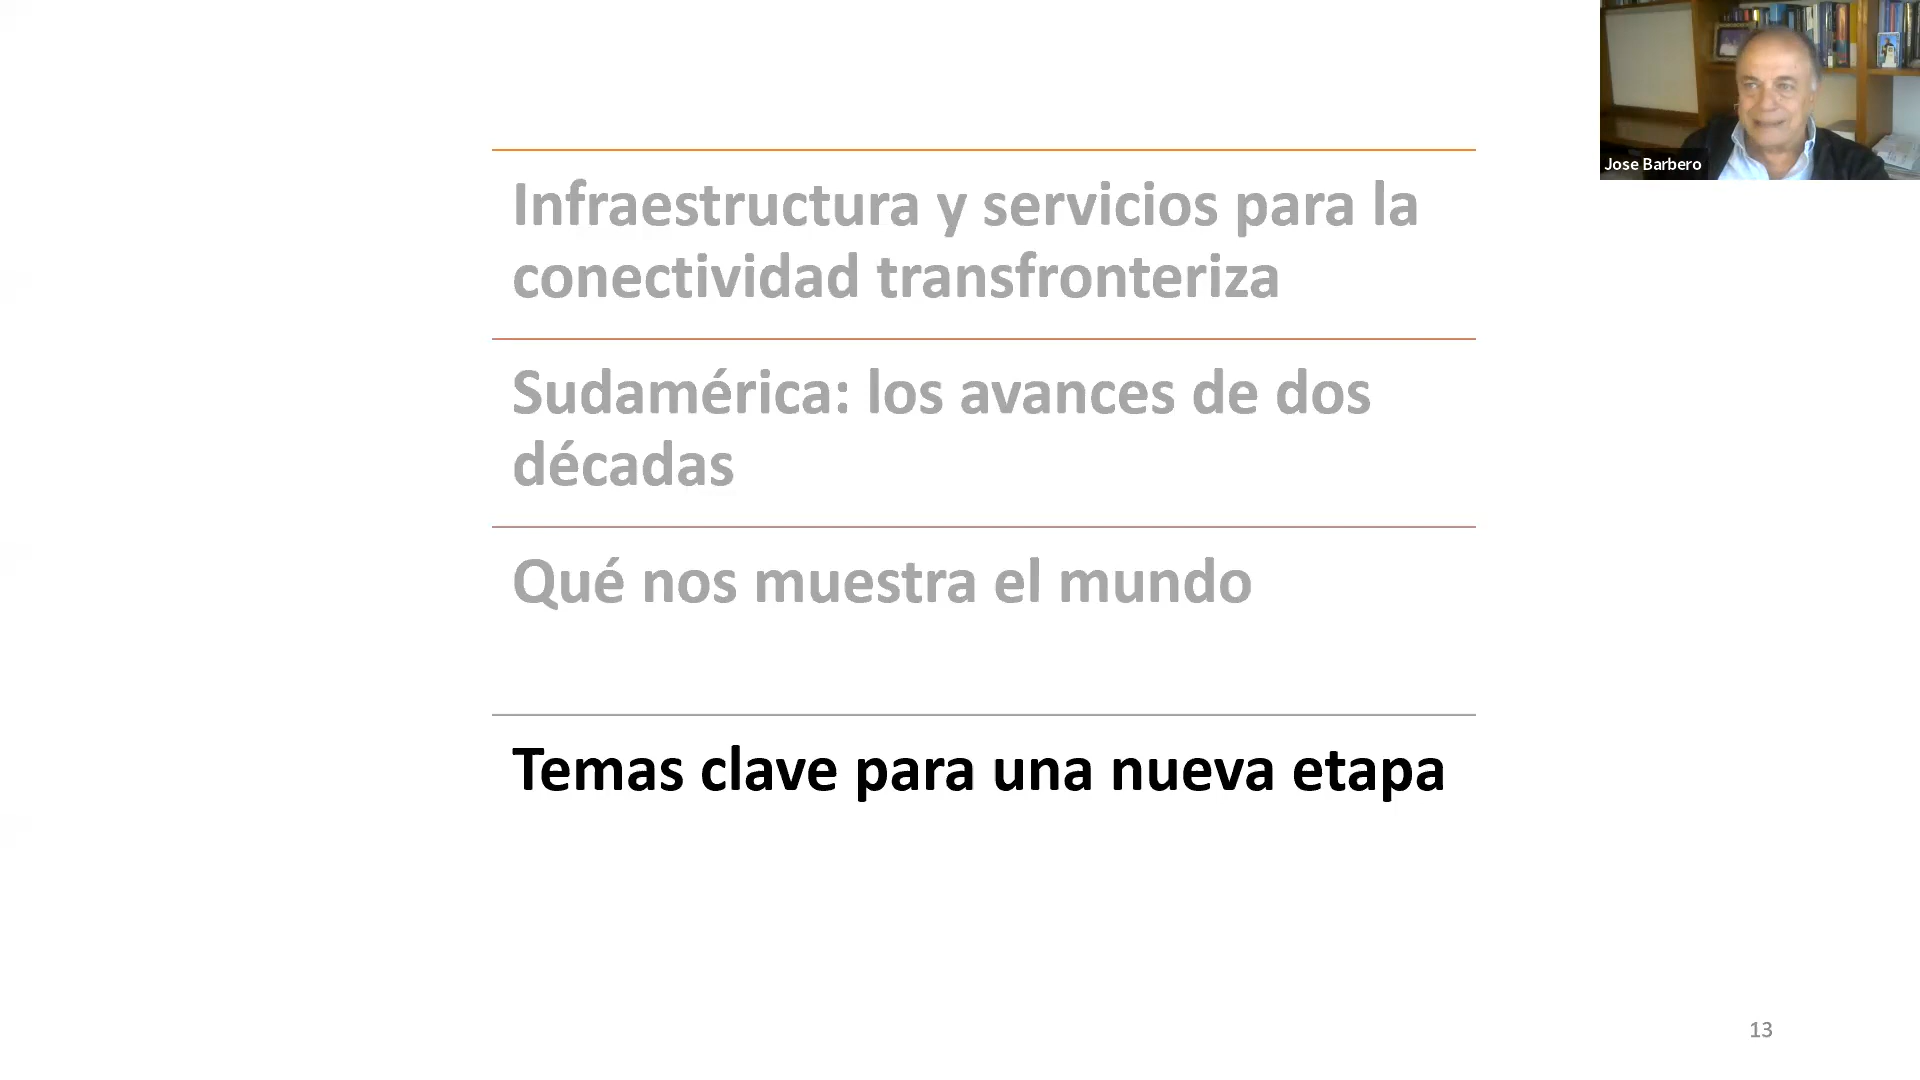 Jose Barbero
Infraestructura y servicios para la
conectividad transfronteriza
Sudamérica: los avances de dos
décadas
Qué nos muestra el mundo
Temas clave para una nueva etapa
13